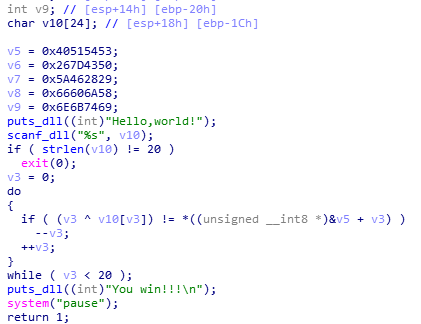 int v9; // [esp+14h] [ebp-20h]
char v10[24]; // [esp+18h] [ebp-1Ch]
v5 = 0x40515453;
v6 = 0x267D4350;
v7 = 0x5A462829;
v8 = 0x66606A58;
v9 = 0x6E6B7469;
puts_dll((int)"Hello,world!");
scanf_dll("%s", v10);
if ( strlen(v10) != 20 )
exit(0);
v3 = 0;
do
{
if ( (v3 ^ v10[v3]) != *((unsigned __int8 *)&v5 + v3) )
--v3;
++v3;
}
while ( v3 < 20 );
puts_dll((int)"You win!!!\n");
system("pause");
return 1;